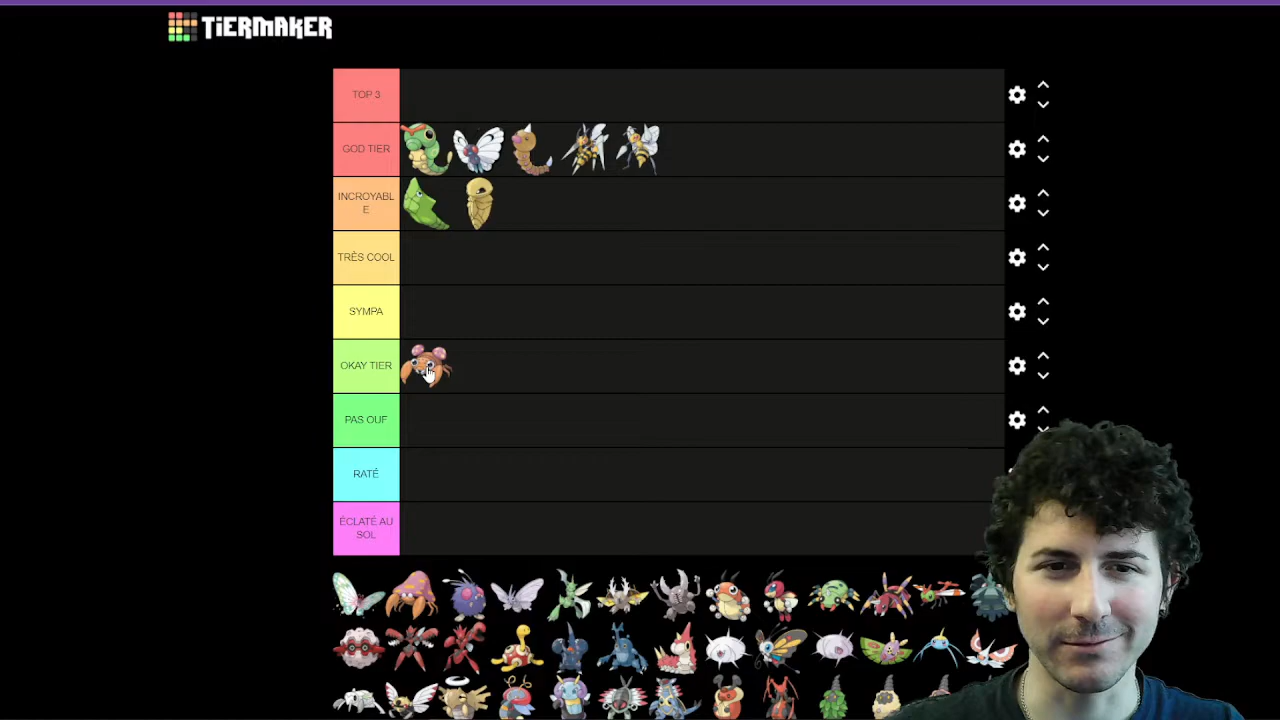 TiERMAKER
TOP 3
GOD TIER
INCROYABL
E
TRÈS COOL
SYMPA
OKAY TIER
PAS OUF
RATÉ
ÉCLATÉ AU
SOL